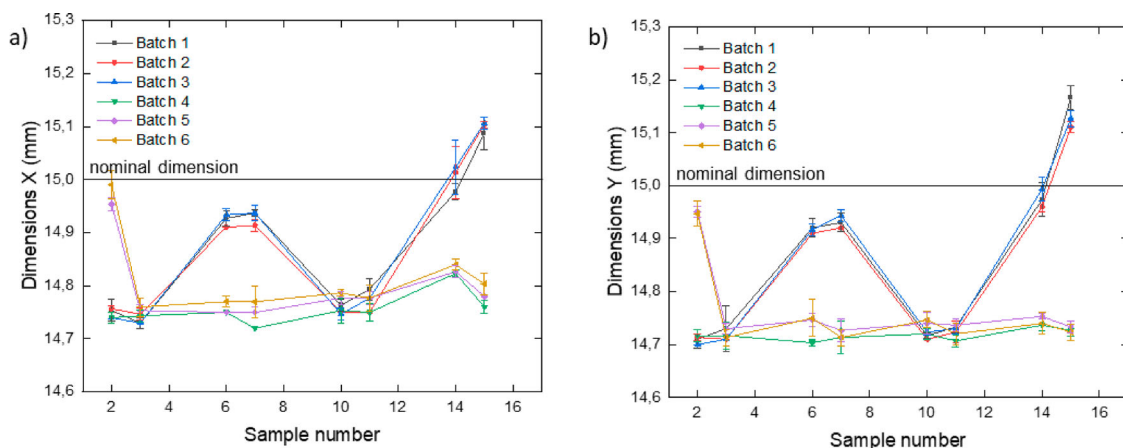 a)
15,3
15,2
15,1
15,0
14,9
14,8
14,7
14,6
Dimensions X (mm)
Batch 1
Batch 2
Batch 3
Batch 4
Batch 5
Batch 6
nominal dimension
2 4 6 8 10 12 14 16
Sample number
b)
15,3
15,2
15,1
15,0
14,9
14,8
14,7
14,6
Dimensions Y (mm)
Batch 1
Batch 2
Batch 3
Batch 4
Batch 5
Batch 6
nominal dimension
2 4 6 8 10 12 14 16
Sample number